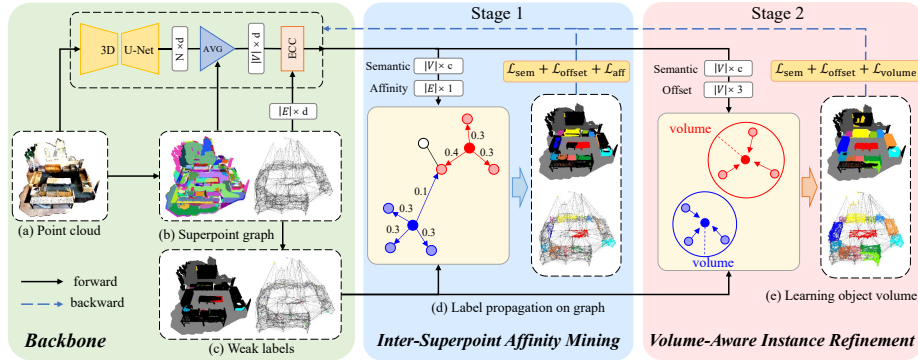 Stage 1
Stage 2
3D
U-Net
N×d
AVG
|V|×d
ECC
|E|×d
Semantic
|V|×c
Affinity
|E|×1
ℒsem + ℒoffset + ℒaff
Semantic
|V|×c
Offset
|V|×3
ℒsem + ℒoffset + ℒvolume
0.3
0.4
0.3
0.1
0.3
0.3
0.3
volume
volume
(a) Point cloud
(b) Superpoint graph
(c) Weak labels
(d) Label propagation on graph
(e) Learning object volume
forward
backward
Backbone
Inter-Superpoint Affinity Mining
Volume-Aware Instance Refinement